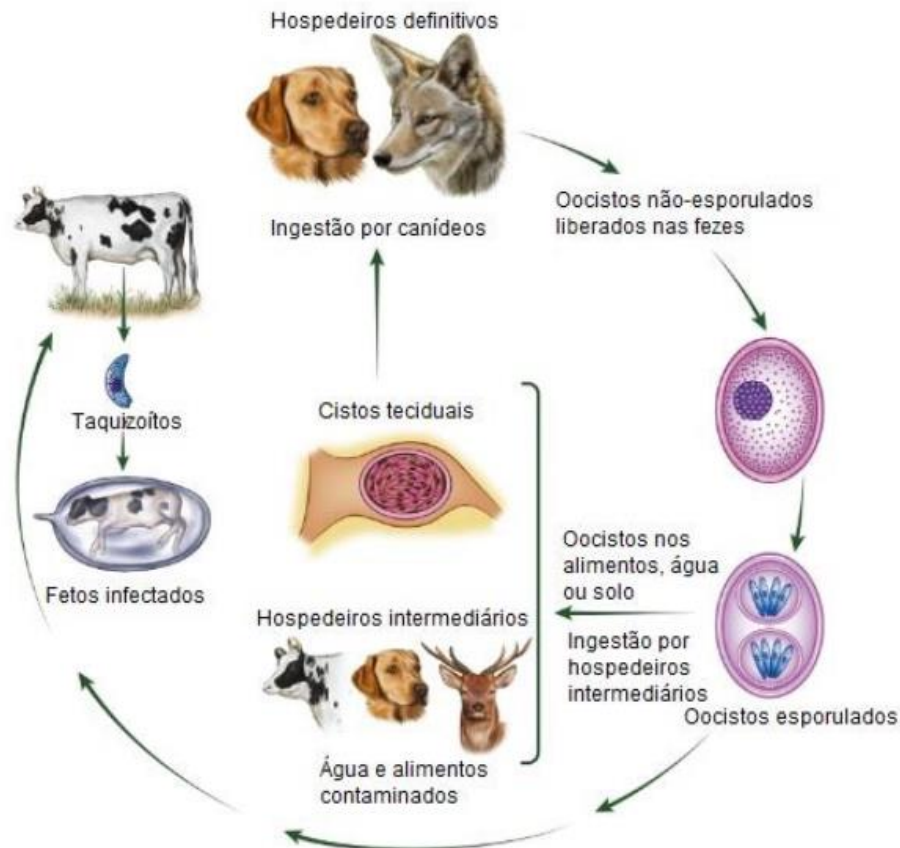 Hospedeiros definitivos
Ingestão por canídeos
Oocistos não-esporulados
liberados nas fezes
Taquizoítos
Fetos infectados
Cistos teciduais
Hospedeiros intermediários
Água e alimentos
contaminados
Oocistos nos
alimentos, água
ou solo
Ingestão por
hospedeiros
intermediários
Oocistos esporulados